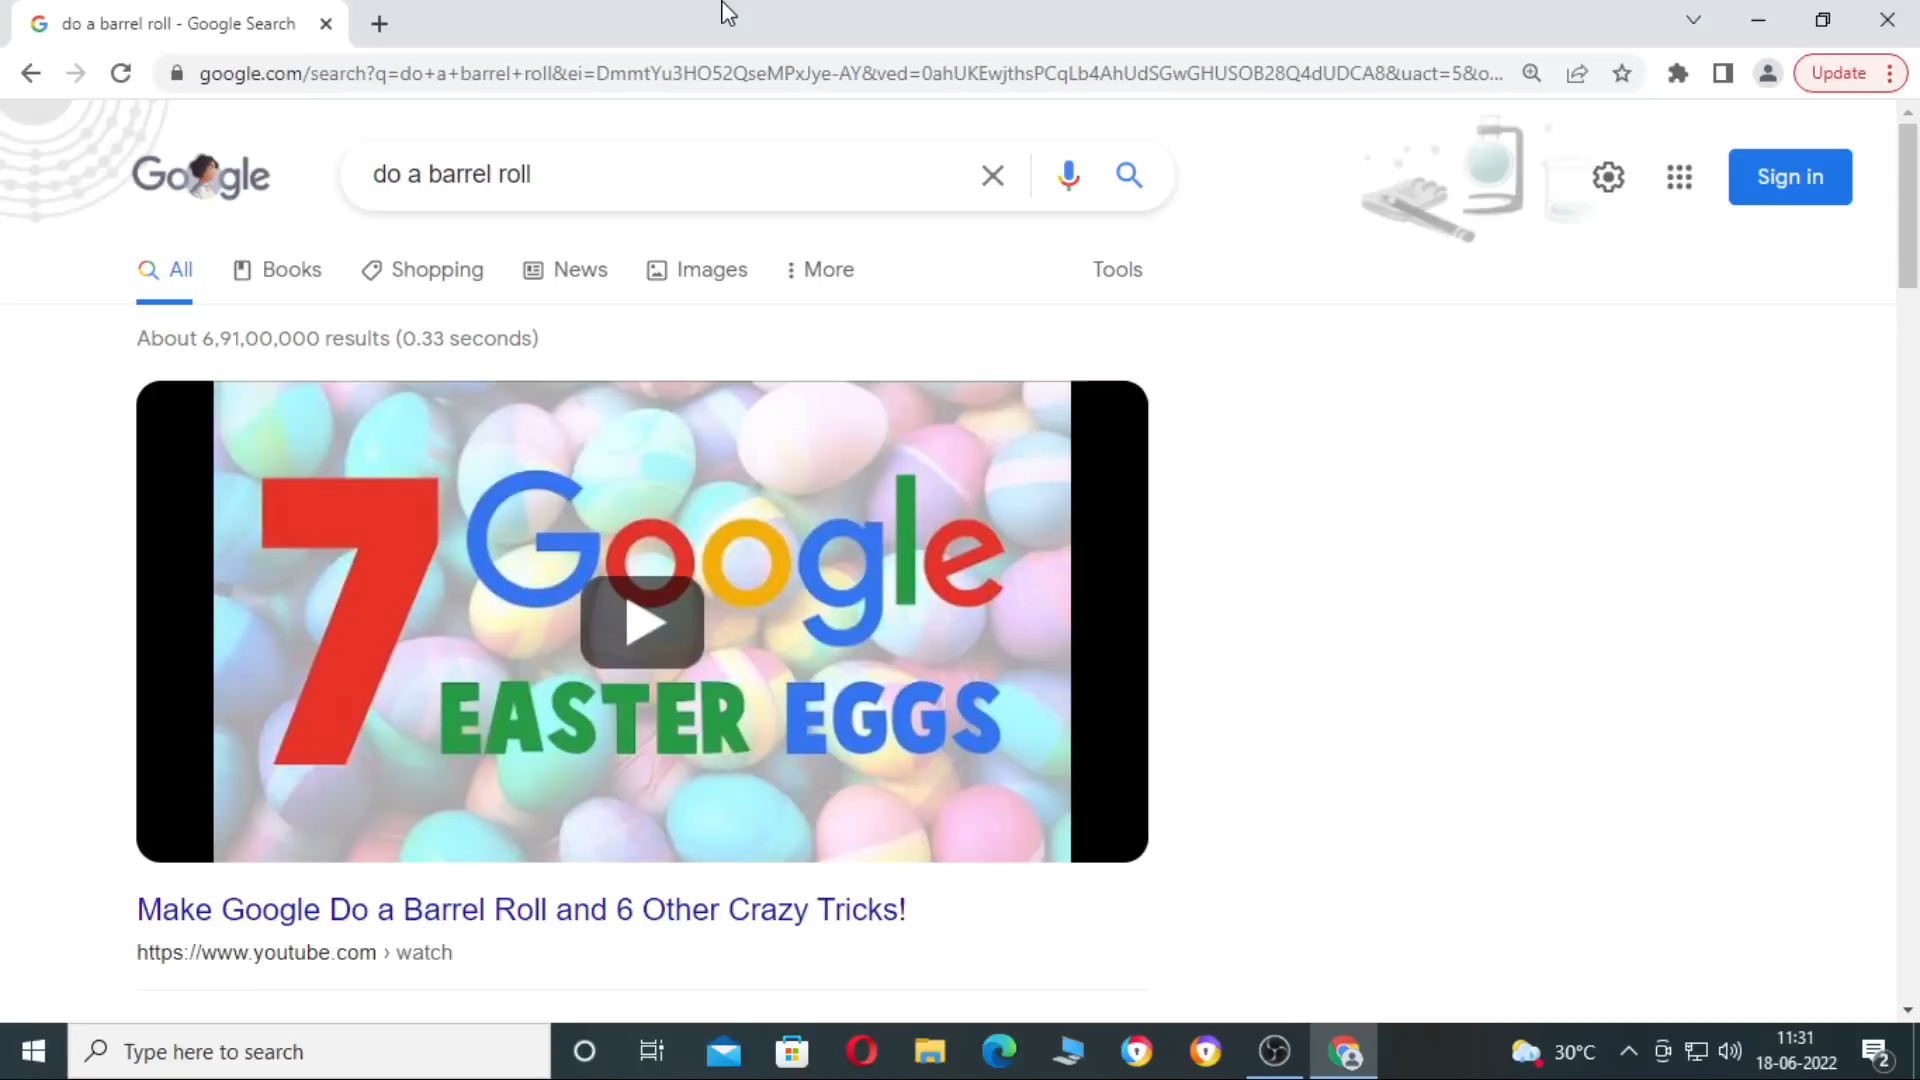 do a barrel roll - Google Search
google.com/search?q=do+a+barrel+roll&ei=DmmtYu3HO52QseMPxJye-AY&ved=0ahUKEwjthsPCqLb4AhUdSGwGHUSOB28Q4dUDCA8&uact=5&o...
Update
Google
do a barrel roll
Sign in
All
Books
Shopping
News
Images
More
Tools
About 6,91,00,000 results (0.33 seconds)
7 Google
EASTER EGGS
Make Google Do a Barrel Roll and 6 Other Crazy Tricks!
https://www.youtube.com › watch
Type here to search
30°C
11:31
18-06-2022
2